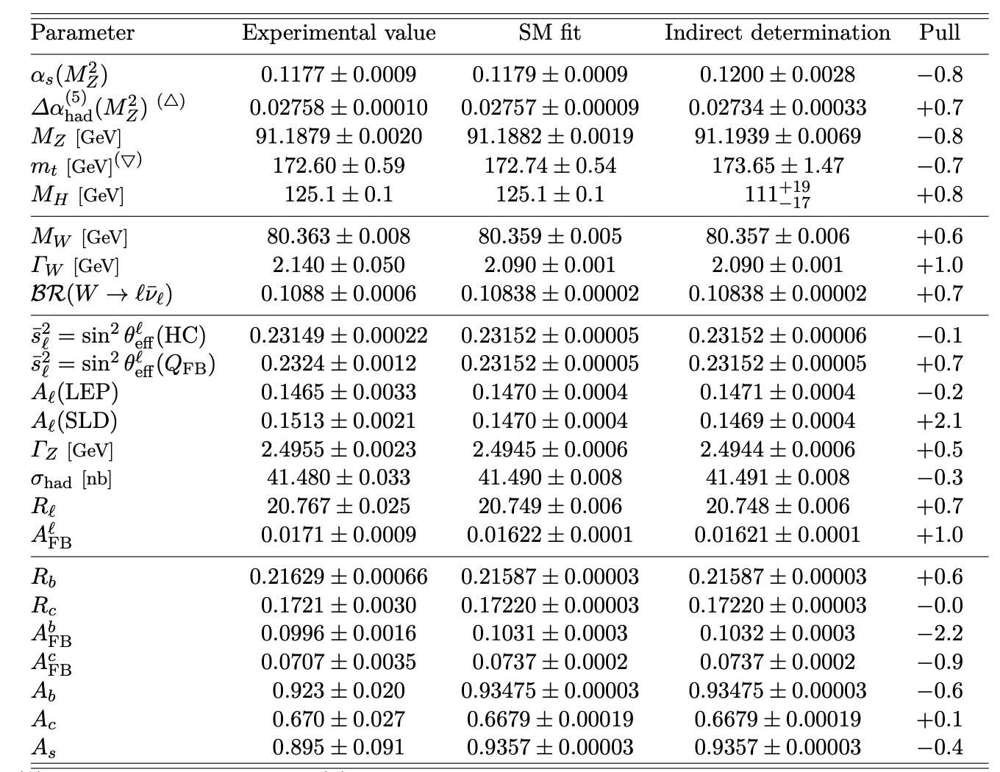 Parameter Experimental value SM fit Indirect determination Pull
α_s(M_Z^2) 0.1177 ± 0.0009 0.1179 ± 0.0009 0.1200 ± 0.0028 −0.8
Δα_had^(5)(M_Z^2) (△) 0.02758 ± 0.00010 0.02757 ± 0.00009 0.02734 ± 0.00033 +0.7
M_Z [GeV] 91.1879 ± 0.0020 91.1882 ± 0.0019 91.1939 ± 0.0069 −0.8
m_t [GeV](▽) 172.60 ± 0.59 172.74 ± 0.54 173.65 ± 1.47 −0.7
M_H [GeV] 125.1 ± 0.1 125.1 ± 0.1 111^{+19}_{−17} +0.8
M_W [GeV] 80.363 ± 0.008 80.359 ± 0.005 80.357 ± 0.006 +0.6
Γ_W [GeV] 2.140 ± 0.050 2.090 ± 0.001 2.090 ± 0.001 +1.0
BR(W → ℓν̄_ℓ) 0.1088 ± 0.0006 0.10838 ± 0.00002 0.10838 ± 0.00002 +0.7
s̄_ℓ^2 = sin^2 θ_eff^ℓ(HC) 0.23149 ± 0.00022 0.23152 ± 0.00005 0.23152 ± 0.00006 −0.1
s̄_ℓ^2 = sin^2 θ_eff^ℓ(Q_FB) 0.2324 ± 0.0012 0.23152 ± 0.00005 0.23152 ± 0.00005 +0.7
A_ℓ(LEP) 0.1465 ± 0.0033 0.1470 ± 0.0004 0.1471 ± 0.0004 −0.2
A_ℓ(SLD) 0.1513 ± 0.0021 0.1470 ± 0.0004 0.1469 ± 0.0004 +2.1
Γ_Z [GeV] 2.4955 ± 0.0023 2.4945 ± 0.0006 2.4944 ± 0.0006 +0.5
σ_had [nb] 41.480 ± 0.033 41.490 ± 0.008 41.491 ± 0.008 −0.3
R_ℓ 20.767 ± 0.025 20.749 ± 0.006 20.748 ± 0.006 +0.7
A_FB^ℓ 0.0171 ± 0.0009 0.01622 ± 0.0001 0.01621 ± 0.0001 +1.0
R_b 0.21629 ± 0.00066 0.21587 ± 0.00003 0.21587 ± 0.00003 +0.6
R_c 0.1721 ± 0.0030 0.17220 ± 0.00003 0.17220 ± 0.00003 −0.0
A_FB^b 0.0996 ± 0.0016 0.1031 ± 0.0003 0.1032 ± 0.0003 −2.2
A_FB^c 0.0707 ± 0.0035 0.0737 ± 0.0002 0.0737 ± 0.0002 −0.9
A_b 0.923 ± 0.020 0.93475 ± 0.00003 0.93475 ± 0.00003 −0.6
A_c 0.670 ± 0.027 0.6679 ± 0.00019 0.6679 ± 0.00019 +0.1
A_s 0.895 ± 0.091 0.9357 ± 0.00003 0.9357 ± 0.00003 −0.4